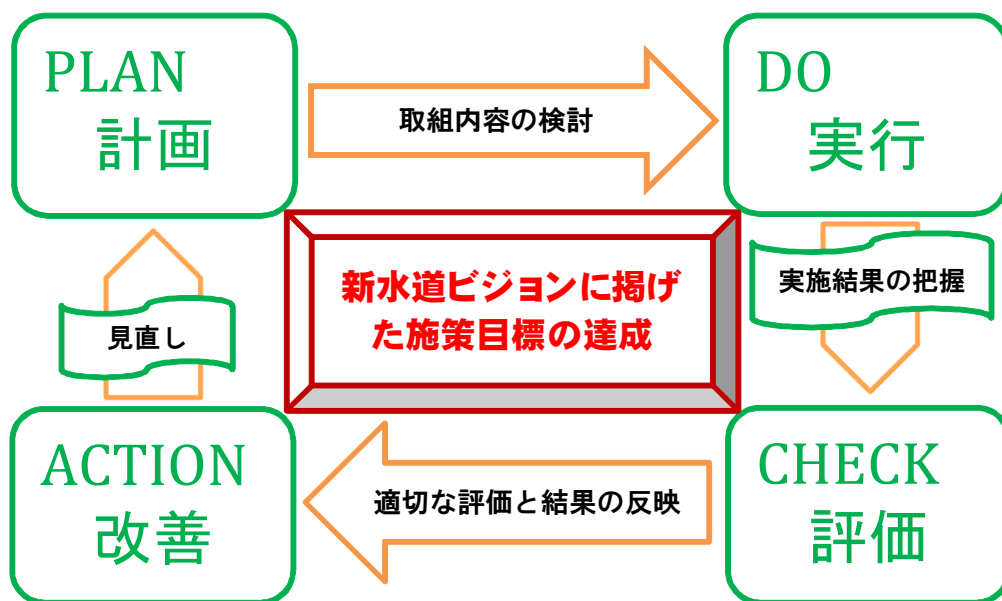 PLAN
計画
取組内容の検討
DO
実行
新水道ビジョンに掲げ
た施策目標の達成
実施結果の把握
見直し
ACTION
改善
適切な評価と結果の反映
CHECK
評価